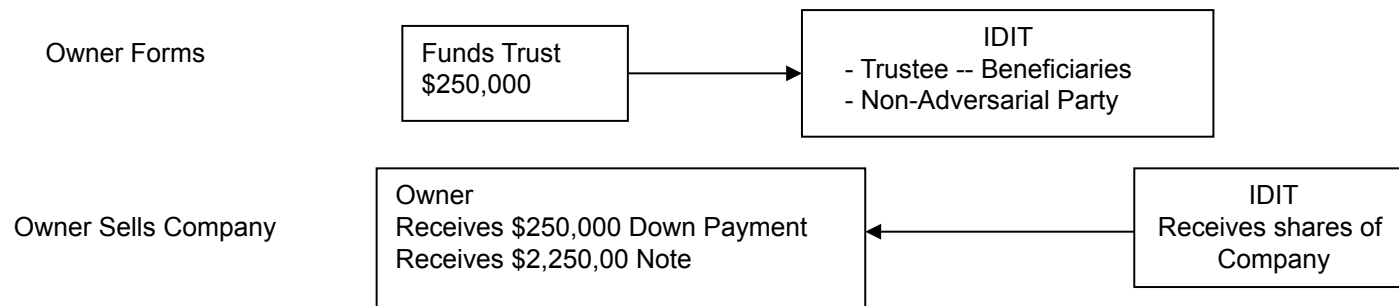 Owner Forms
Funds Trust
$250,000
IDIT
- Trustee -- Beneficiaries
- Non-Adversarial Party
Owner Sells Company
Owner
Receives $250,000 Down Payment
Receives $2,250,00 Note
IDIT
Receives shares of
Company